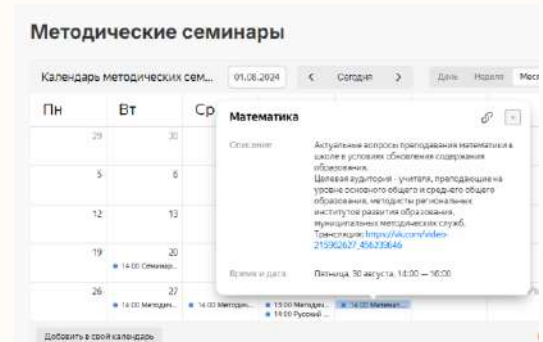 Методические семинары
Календарь методических сем... 01.08.2024 < Сегодня > День Неделя
Пн Вт Ср
Математика
29 30
Описание
Актуальные вопросы преподавания математики в
школе в условиях обновления содержания
образования.
Целевая аудитория - учителя, преподающие на
уровне основного общего и среднего общего
образования, методисты региональных
институтов развития образования,
муниципальных методических служб.
Трансляция: https://vk.com/video-
215962627_456239646
5 6
12 13
19 20
14:00 Семинар...
Время и дата Пятница, 30 августа, 14:00 — 16:00
26 27
14:00 Методич... 14:00 Методич... 13:00 Методич... 14:00 Математ...
14:00 Русский ...
Добавить в свой календарь